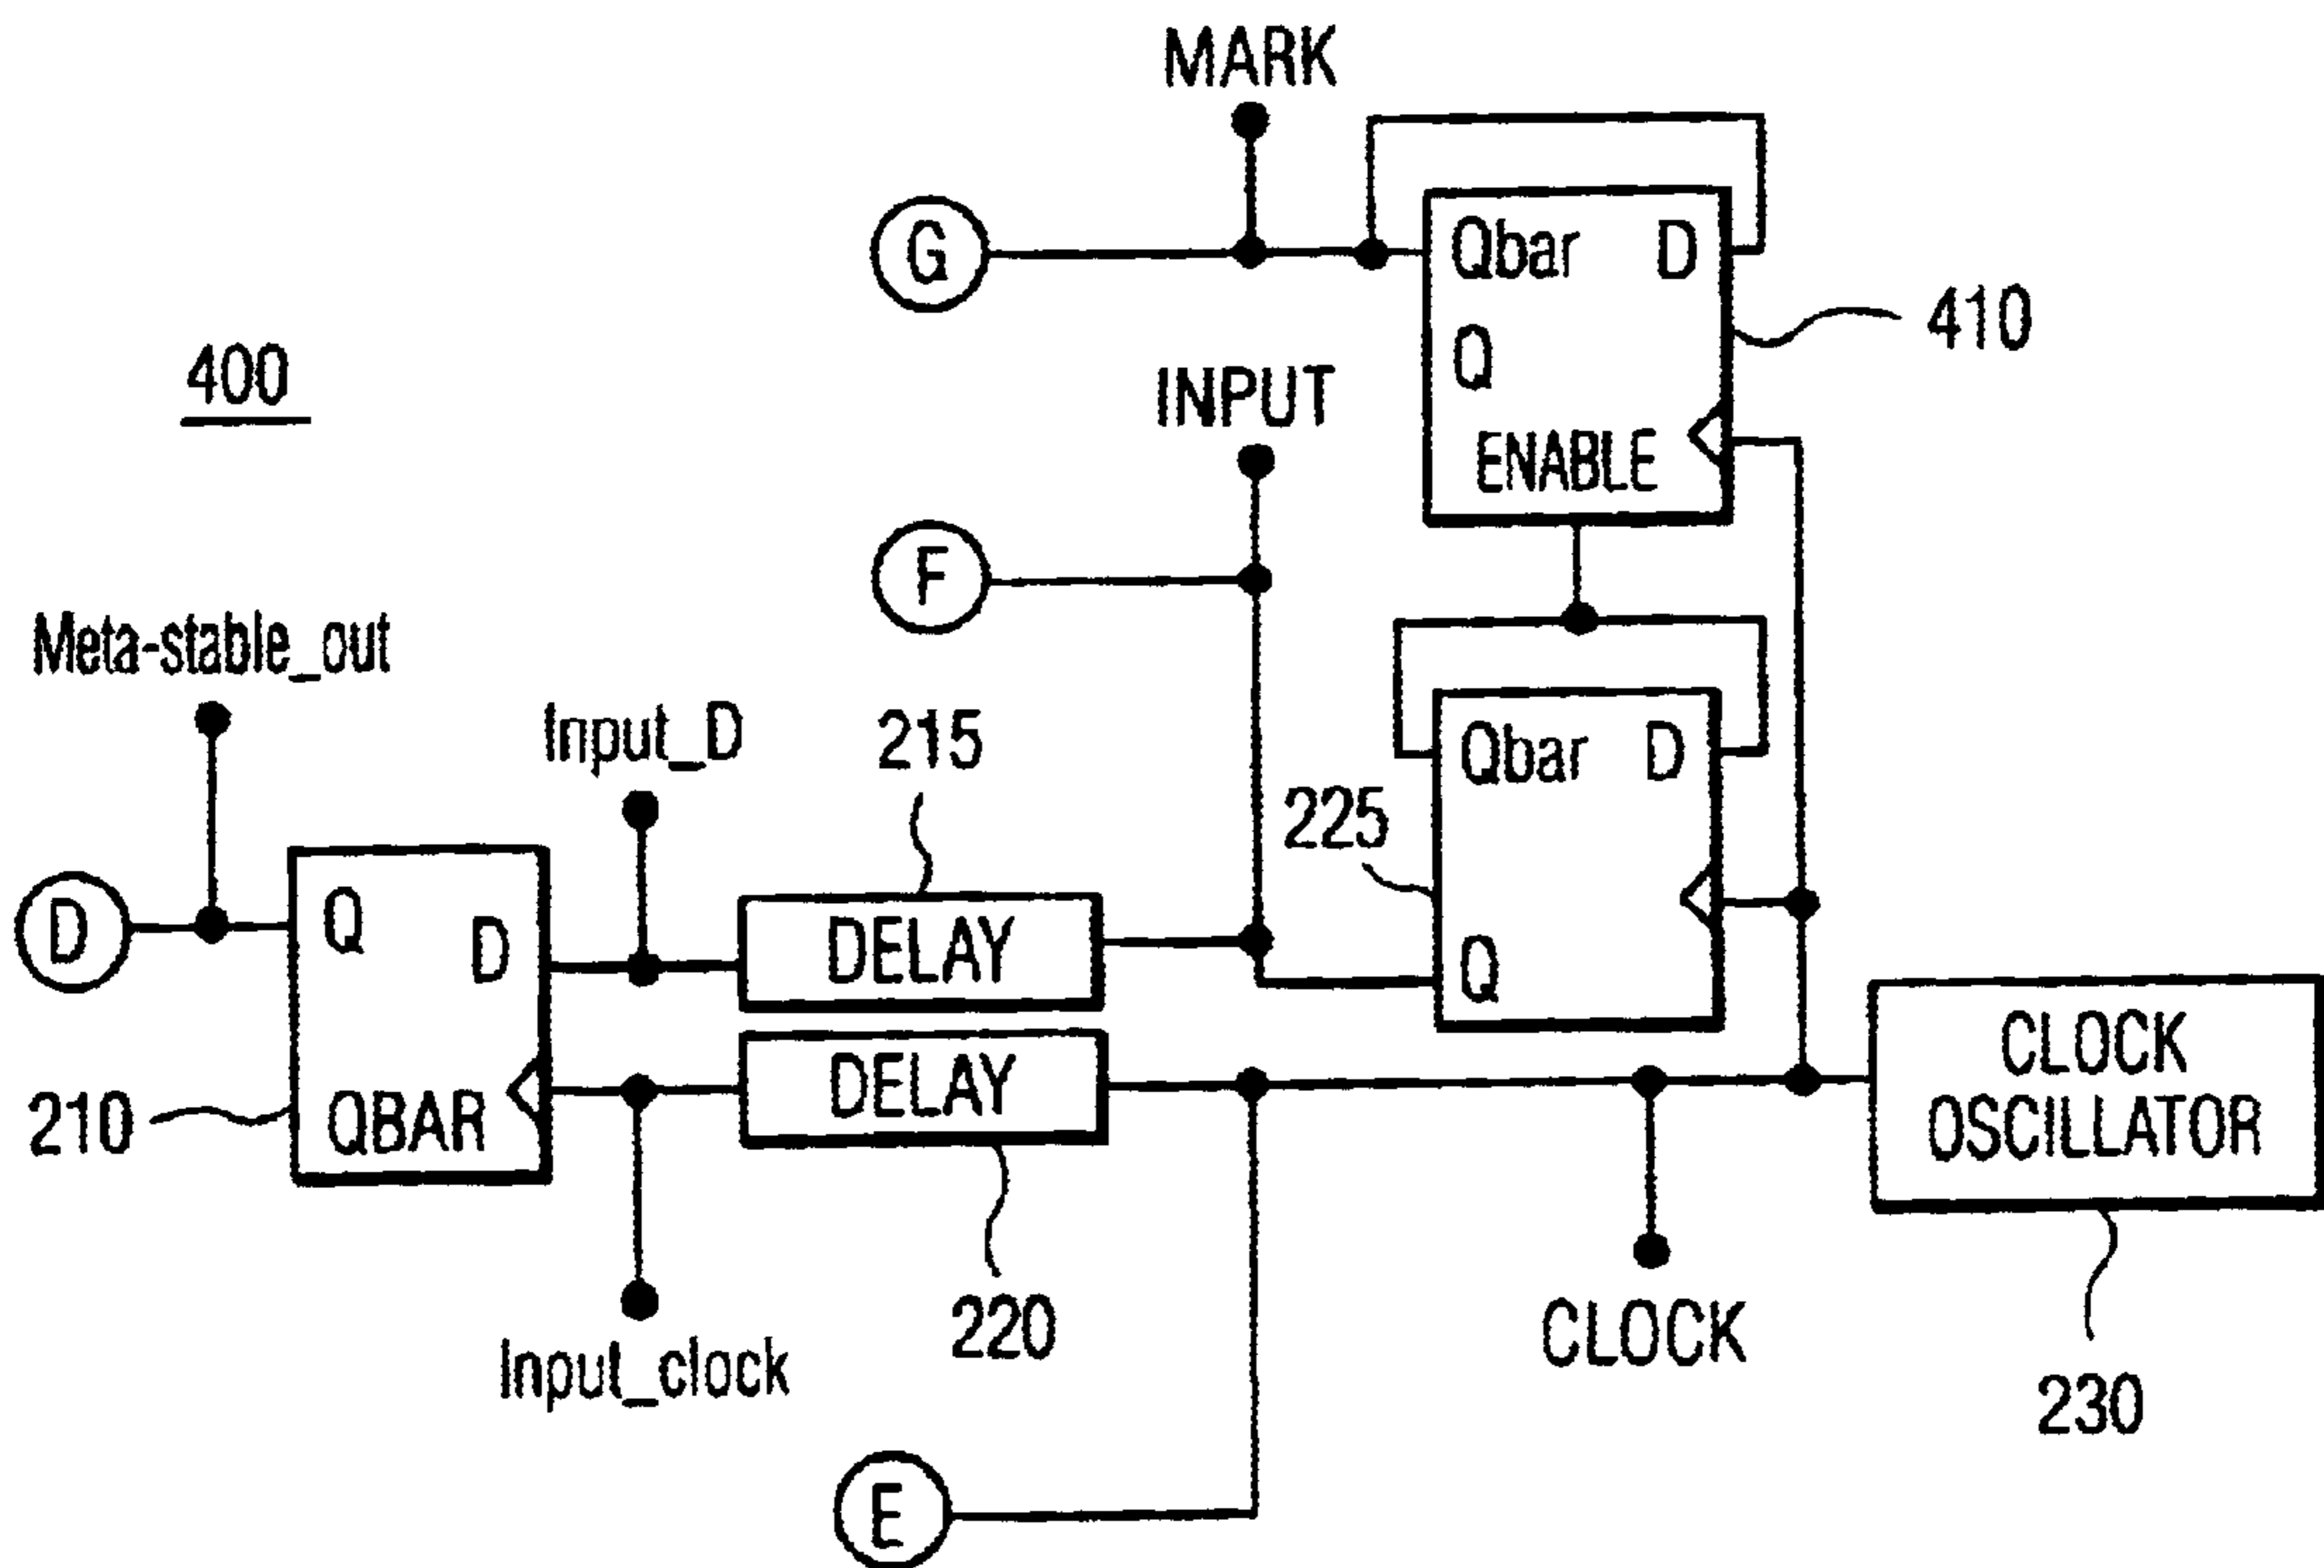 MARK
G
Qbar D
Q
ENABLE
410
400
INPUT
F
Meta-stable_out
Input_D
215
225
Qbar D
Q
D
Q
D
QBAR
210
DELAY
DELAY
220
Input_clock
CLOCK
OSCILLATOR
230
CLOCK
E